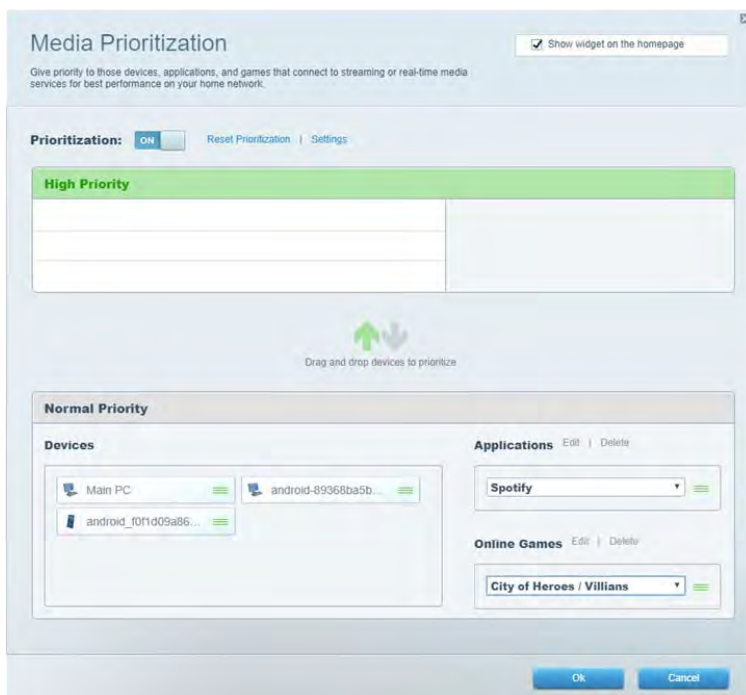 Media Prioritization
Show widget on the homepage
Give priority to those devices, applications, and games that connect to streaming or real-time media
services for best performance on your home network.
Prioritization: ON Reset Prioritization | Settings
High Priority
Drag and drop devices to prioritize
Normal Priority
Devices
Applications Edit | Delete
Main PC
android-89368ba5b...
Spotify
android_f0f1d09a86...
Online Games Edit | Delete
City of Heroes / Villians
Ok
Cancel